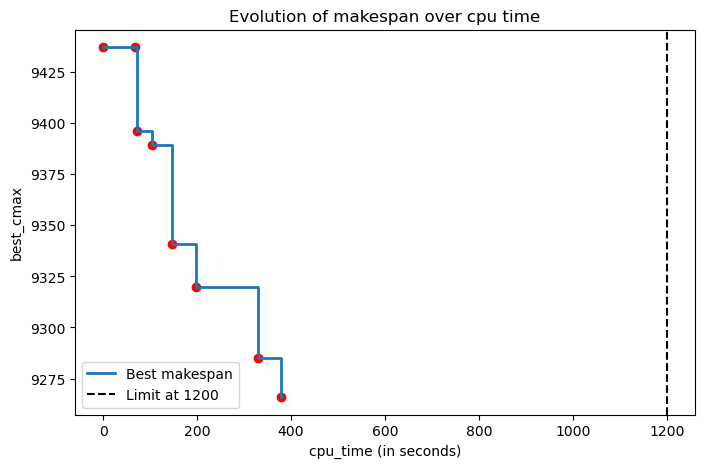 Evolution of makespan over cpu time
best_cmax
9425
9400
9375
9350
9325
9300
9275
Best makespan
Limit at 1200
0
200
400
600
800
1000
1200
cpu_time (in seconds)